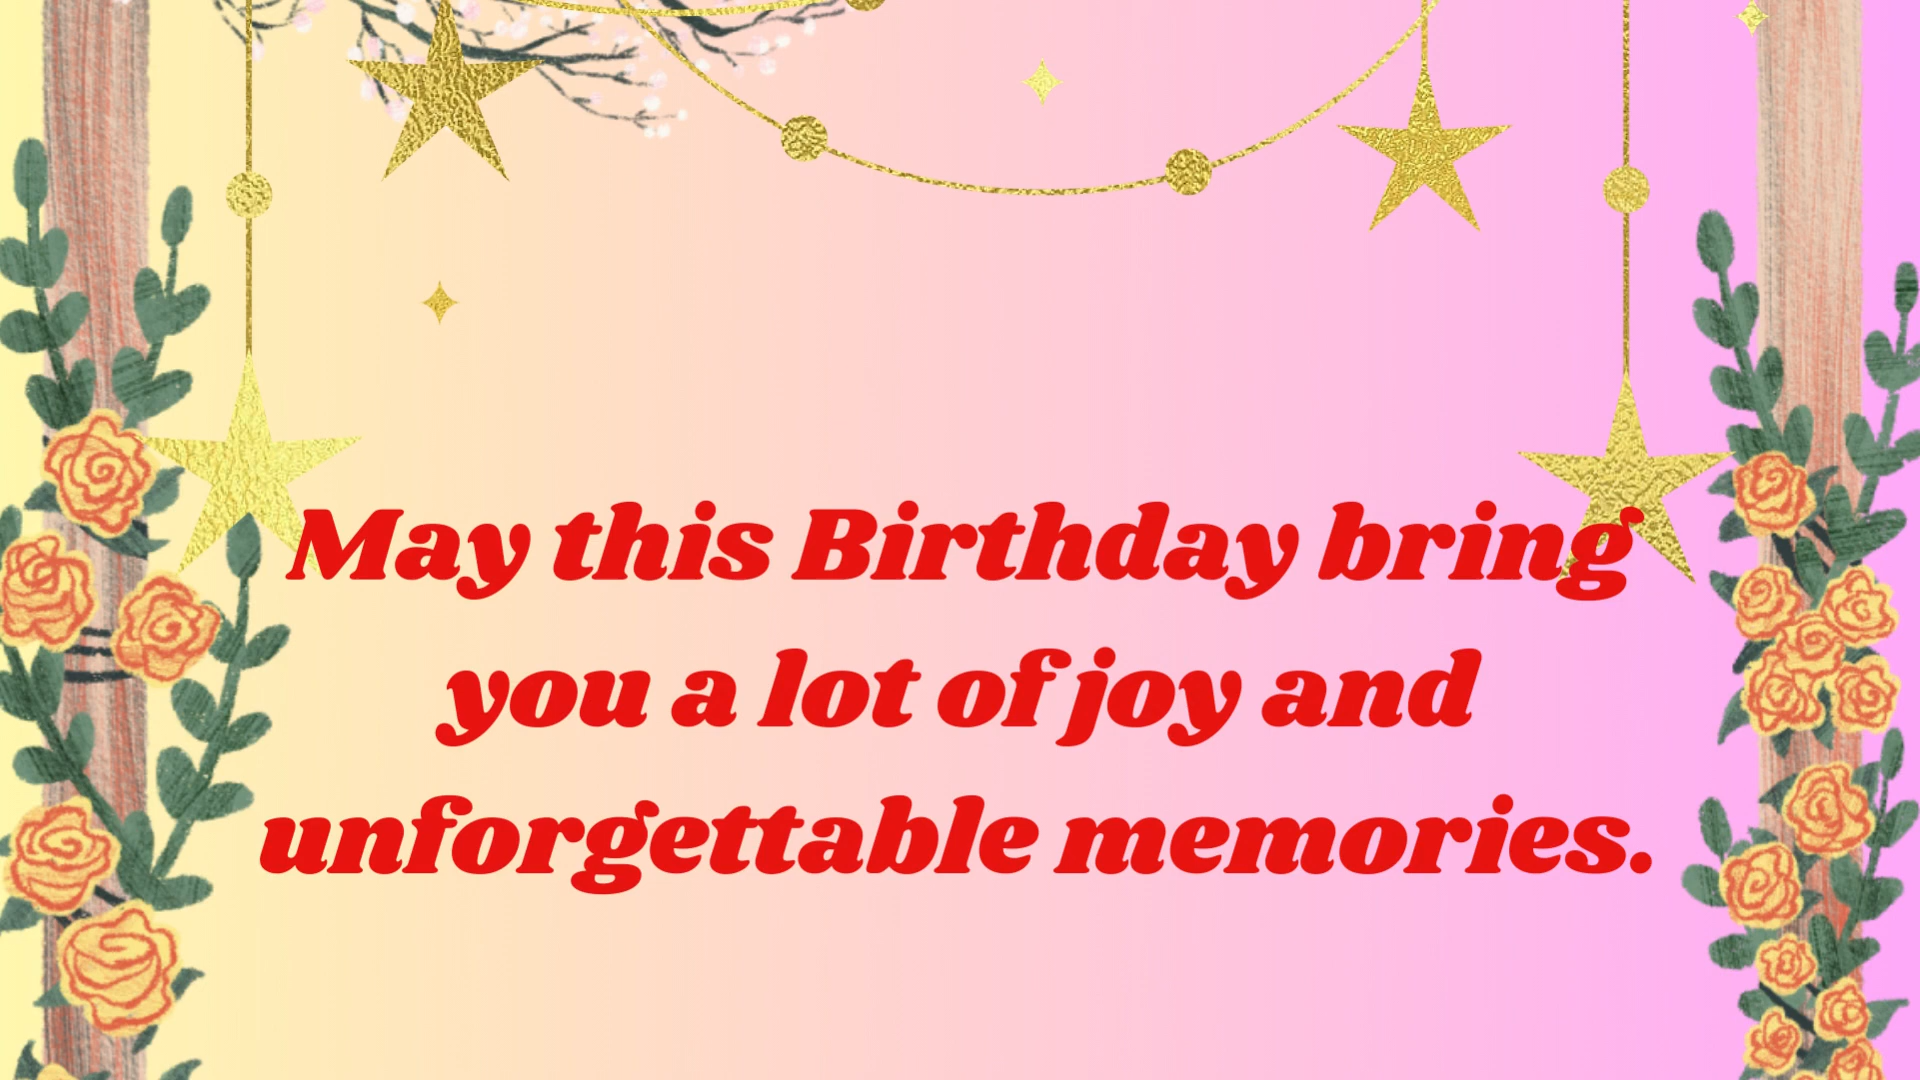 May this Birthday bring
you a lot of joy and
unforgettable memories.